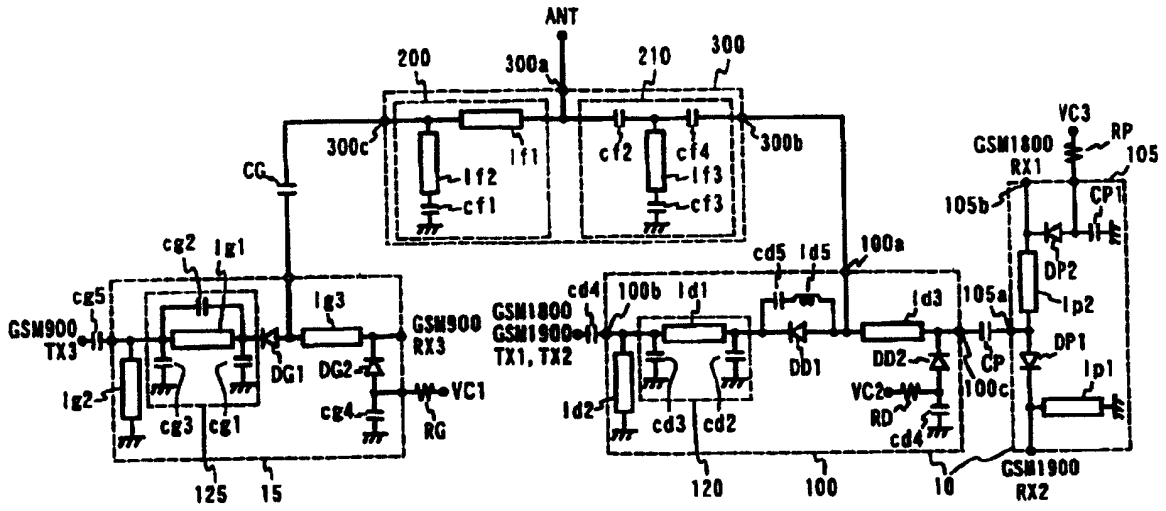 ANT
200
300a
210
300
300c
lf1
cf2
cf4
300b
VC3
GSM1800
RX1
RP
105
CG
lf2
cf1
lf3
cf3
105b
CP1
DP2
lp2
cg2
lg1
100a
cg5
GSM900
TX3
lg3
GSM900
RX3
cd5
ld5
cd4
100b
ld1
GSM1800
GSM1900
TX1, TX2
ld3
105a
DG1
DG2
DD1
DD2
CP
DP1
lp1
lg2
cg3
cg1
cg4
VC1
RG
ld2
cd3
cd2
VC2
RD
cd4
100c
125
15
120
100
10
GSM1900
RX2